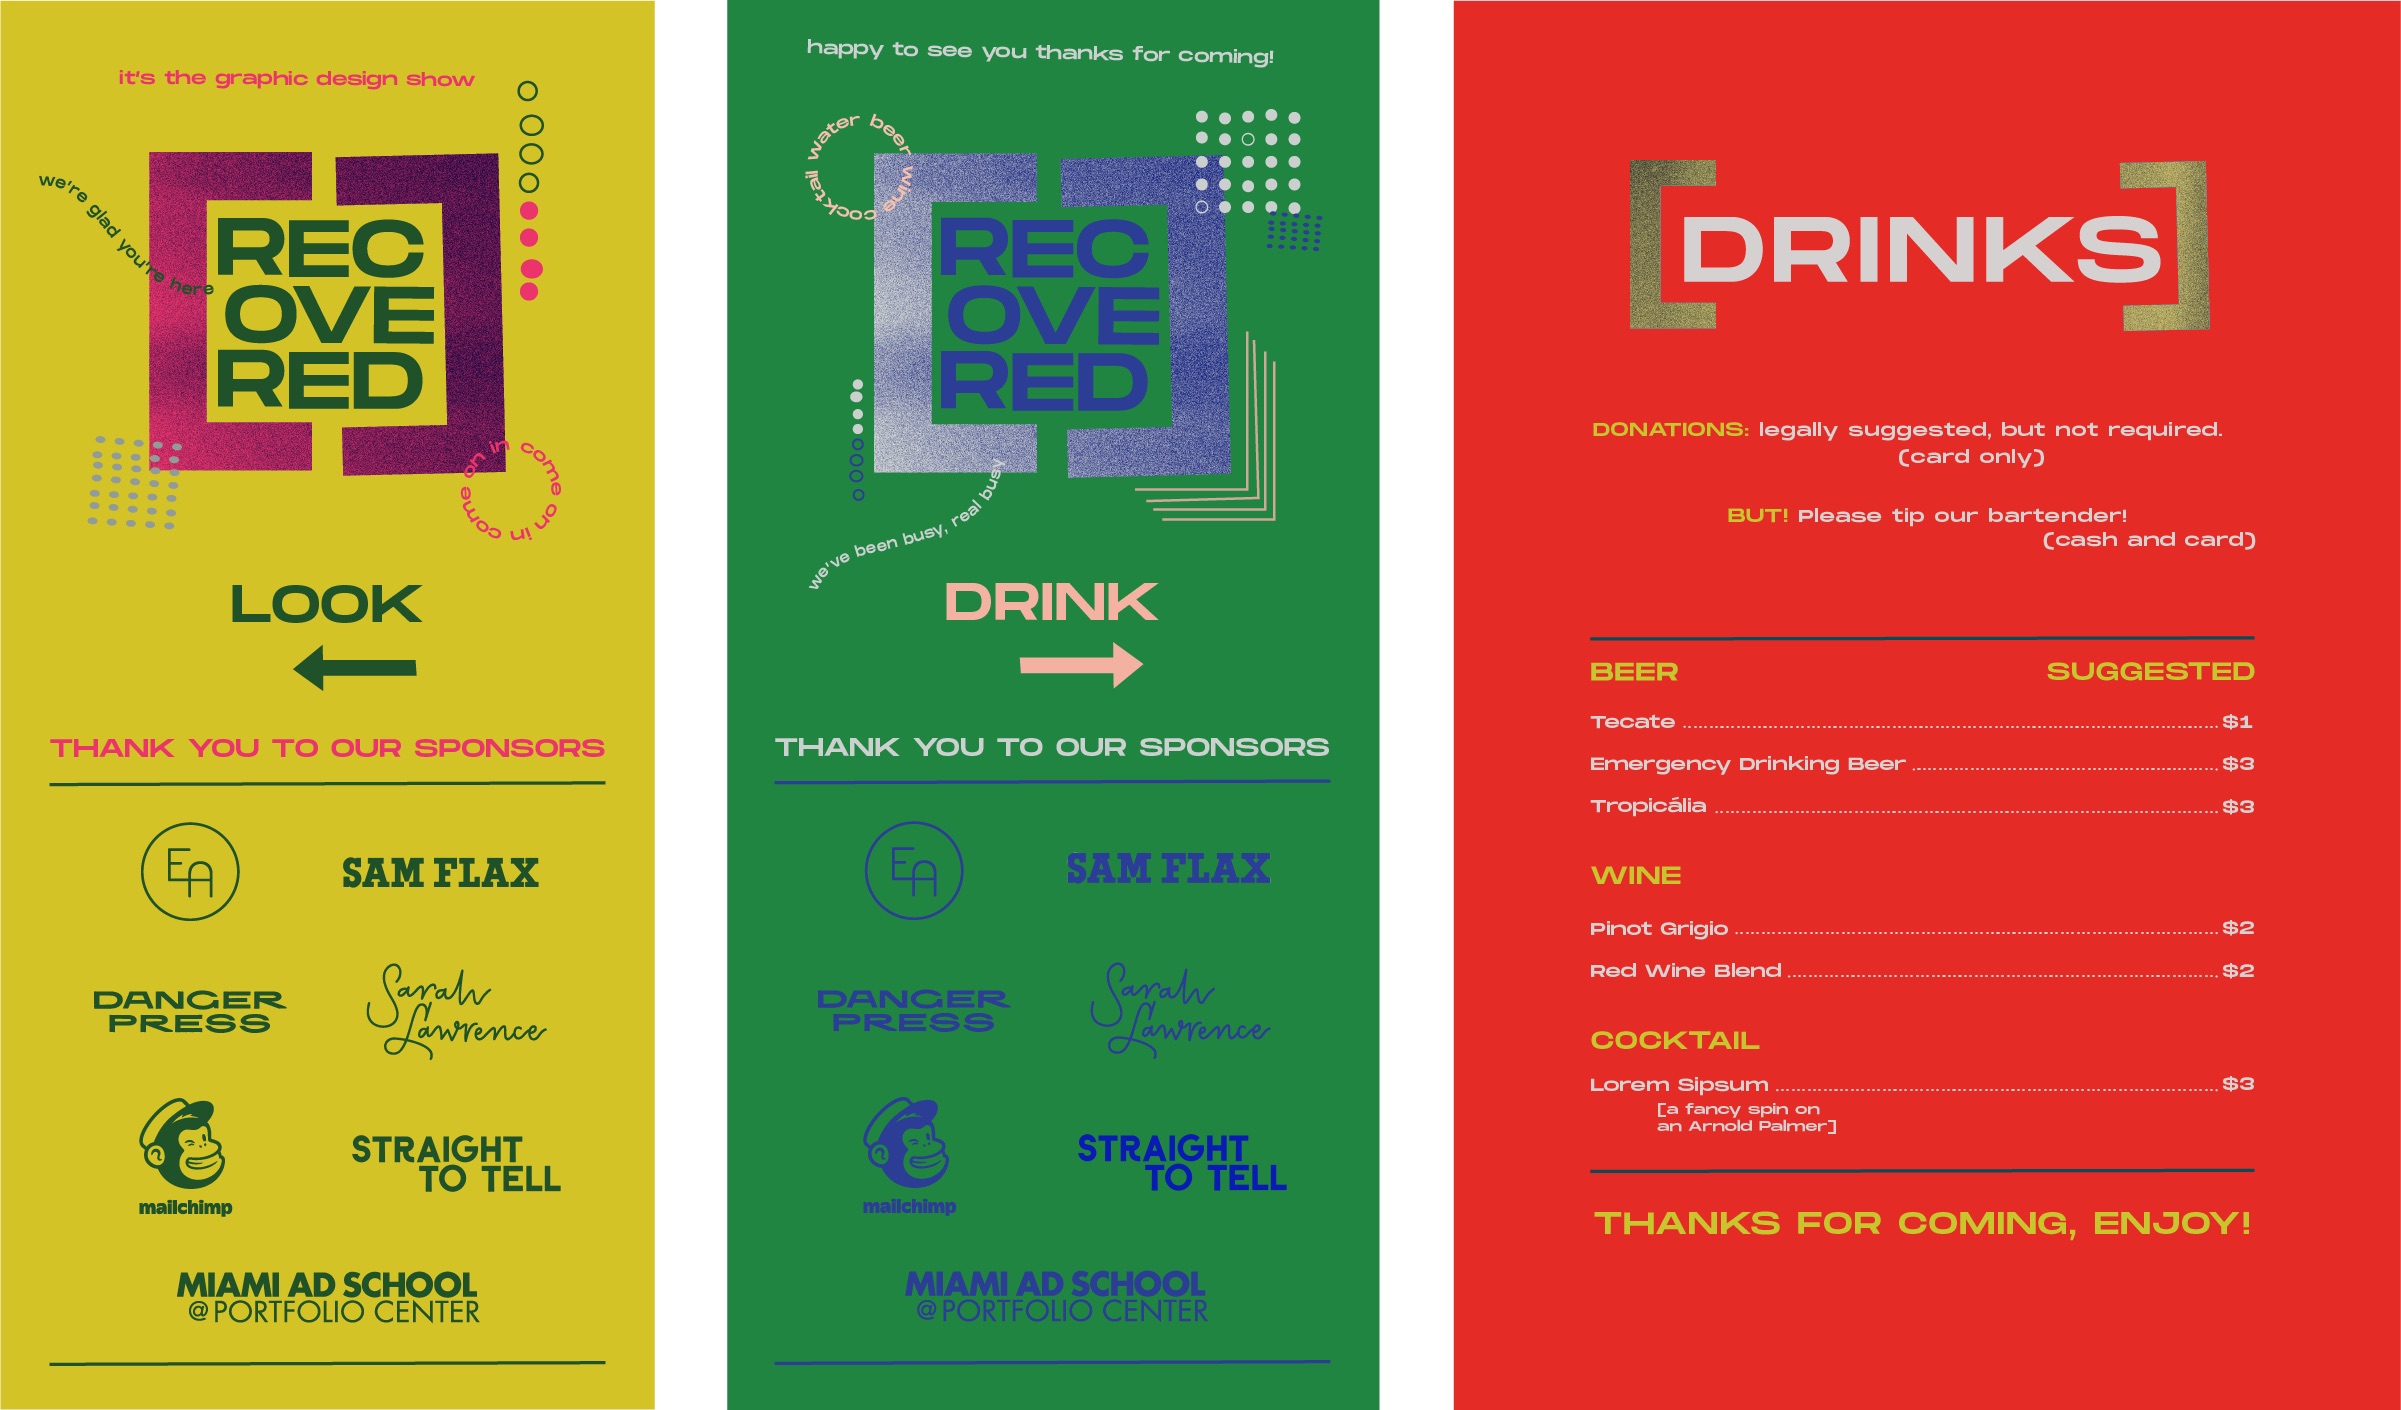 it's the graphic design show
we're glad you're here
REC
OVE
RED
come on in come on in
LOOK
THANK YOU TO OUR SPONSORS
EA
SAM FLAX
DANGER
PRESS
Sarah
Lawrence
mailchimp
STRAIGHT
TO TELL
MIAMI AD SCHOOL
@PORTFOLIO CENTER
happy to see you thanks for coming!
water beer wine cocktail
REC
OVE
RED
we've been busy, real busy
DRINK
THANK YOU TO OUR SPONSORS
EA
SAM FLAX
DANGER
PRESS
Sarah
Lawrence
mailchimp
STRAIGHT
TO TELL
MIAMI AD SCHOOL
@PORTFOLIO CENTER
[DRINKS]
DONATIONS: legally suggested, but not required.
(card only)
BUT! Please tip our bartender!
(cash and card)
BEER SUGGESTED
Tecate $1
Emergency Drinking Beer $3
Tropicália $3
WINE
Pinot Grigio $2
Red Wine Blend $2
COCKTAIL
Lorem Sipsum $3
[a fancy spin on
an Arnold Palmer]
THANKS FOR COMING, ENJOY!